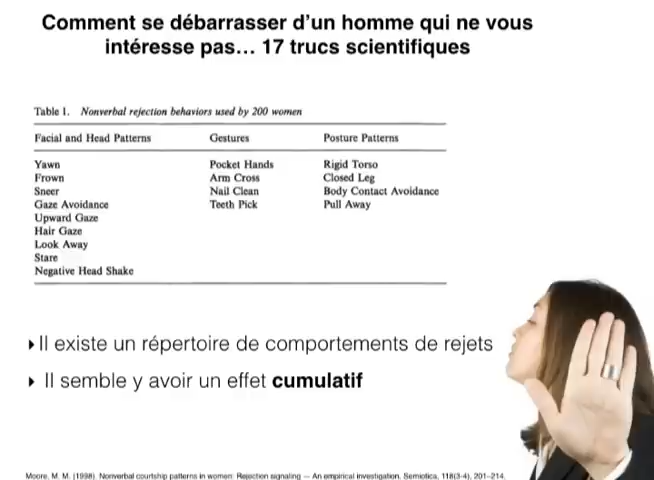 Comment se débarrasser d'un homme qui ne vous
intéresse pas... 17 trucs scientifiques
Table 1. Nonverbal rejection behaviors used by 200 women
Facial and Head Patterns Gestures Posture Patterns
Yawn Pocket Hands Rigid Torso
Frown Arm Cross Closed Leg
Sneer Nail Clean Body Contact Avoidance
Gaze Avoidance Teeth Pick Pull Away
Upward Gaze
Hair Gaze
Look Away
Stare
Negative Head Shake
▸Il existe un répertoire de comportements de rejets
▸ Il semble y avoir un effet cumulatif
Moore, M. M. (1998). Nonverbal courtship patterns in women: Rejection signaling — An empirical investigation. Semiotica, 118(3-4), 201–214.